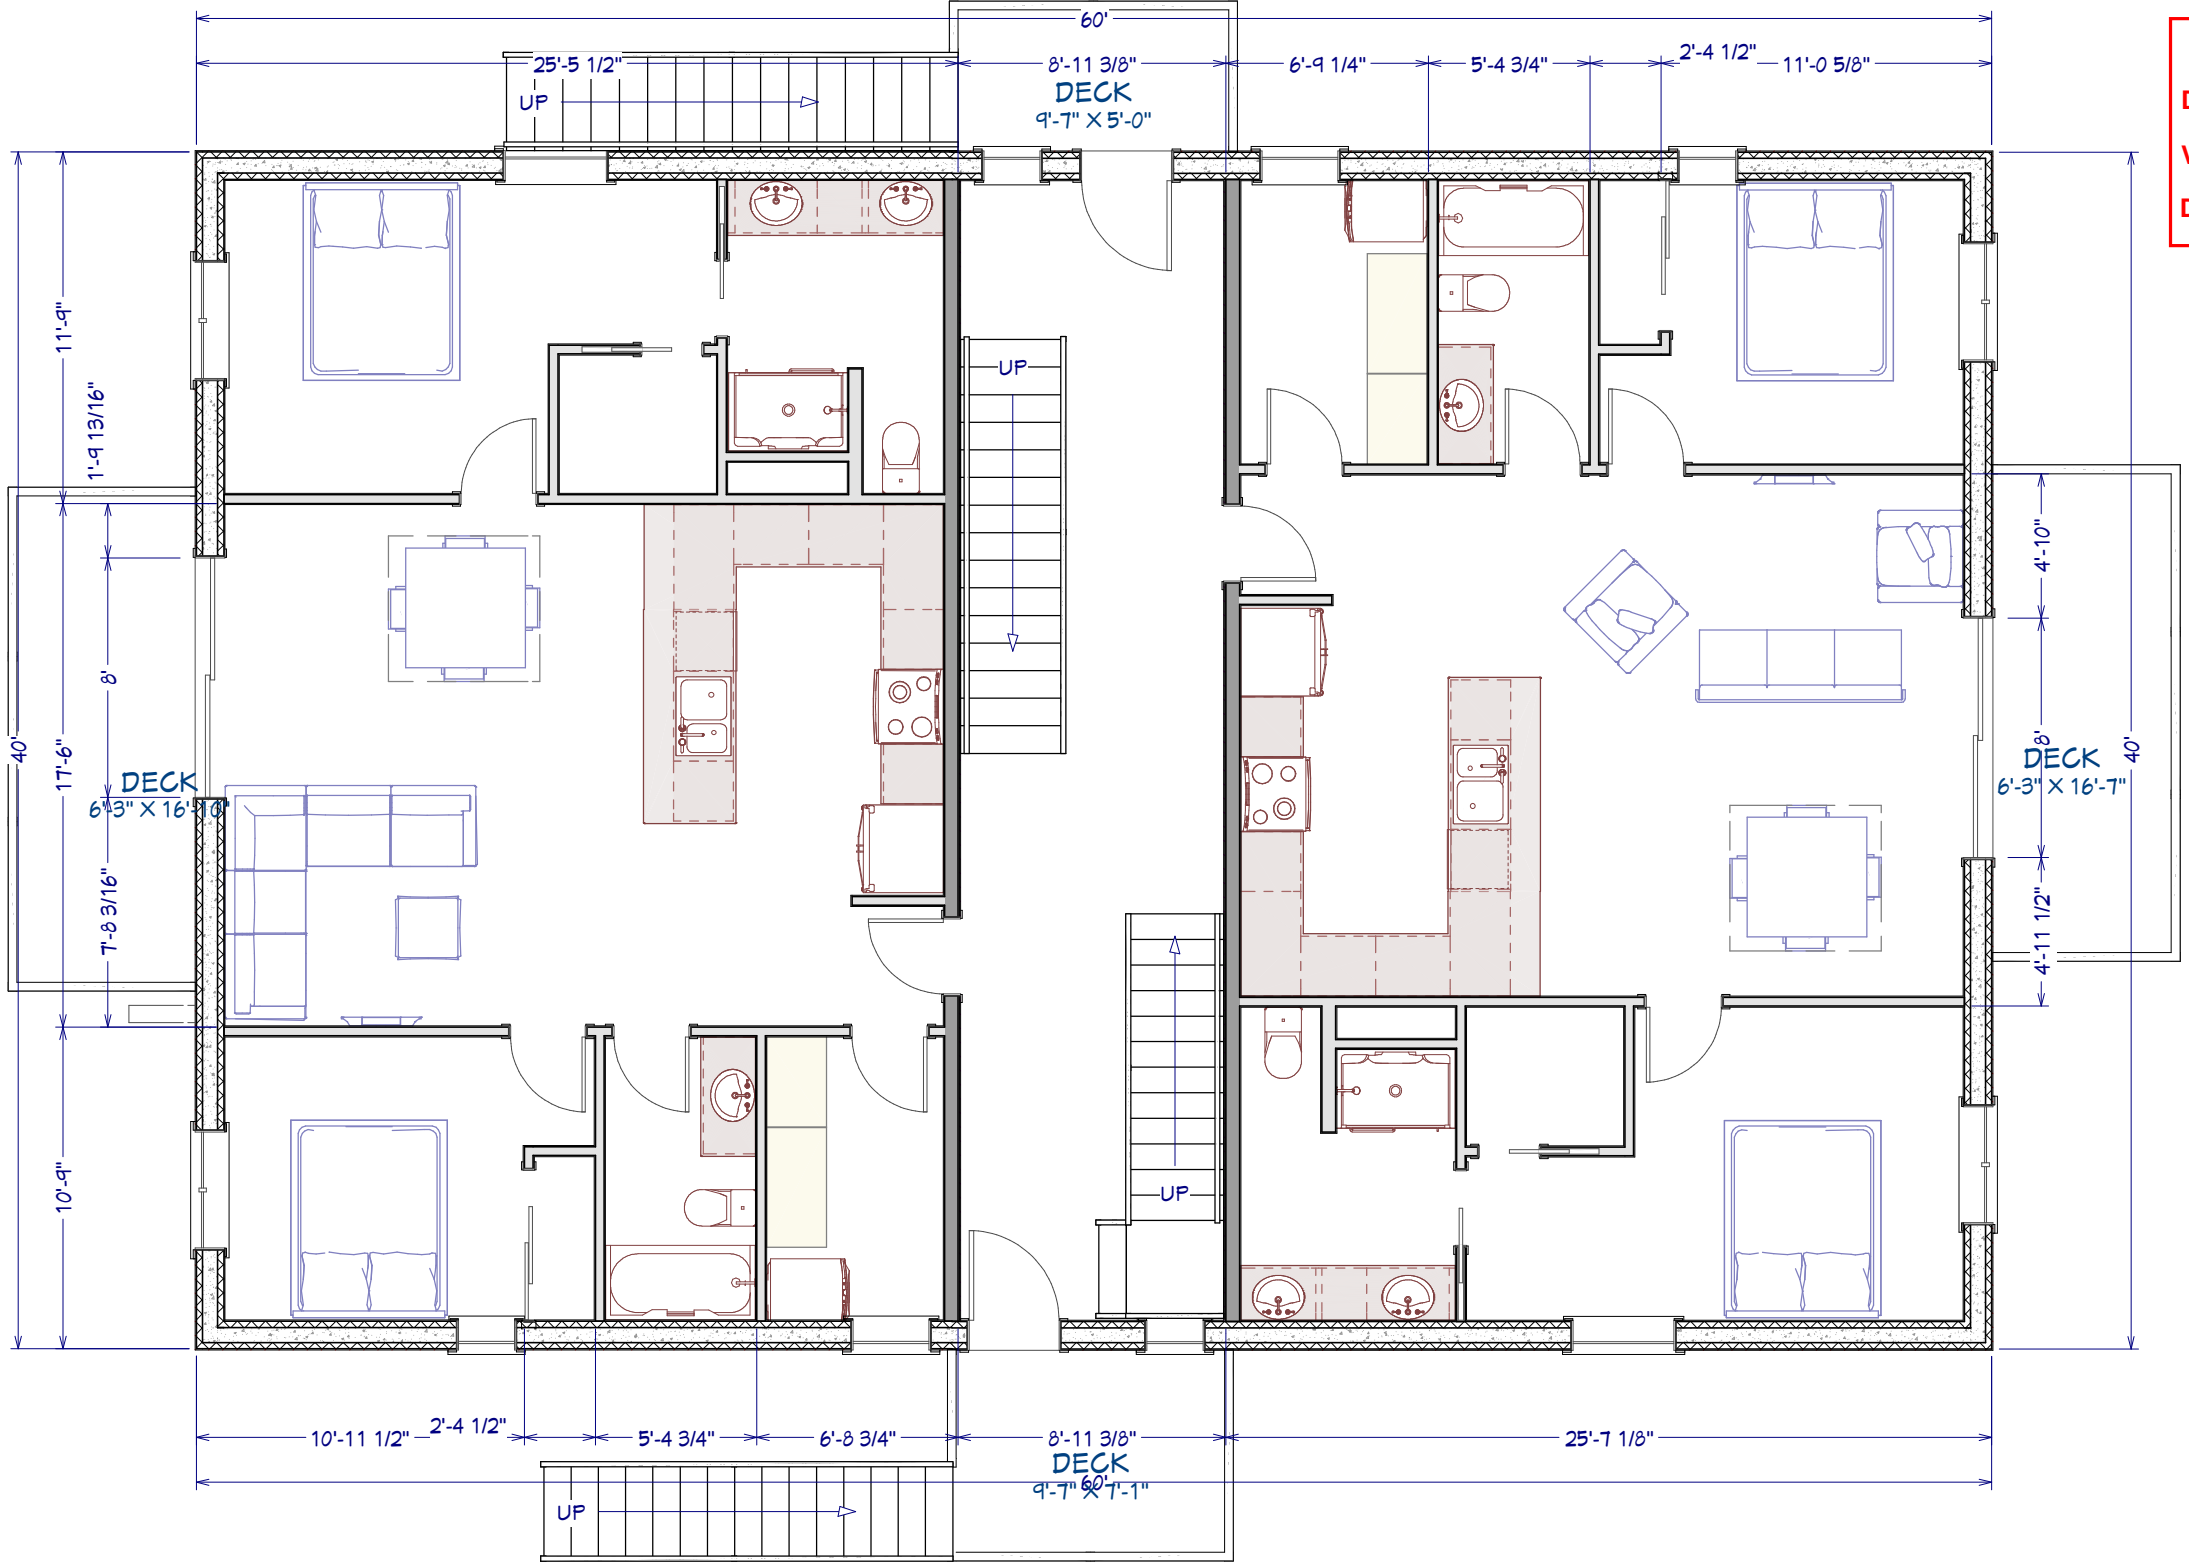 60'
25'-5 1/2"
8'-11 3/8"
6'-9 1/4"
5'-4 3/4"
2'-4 1/2"
11'-0 5/8"
UP
DECK
9'-7" X 5'-0"
11'-9"
1'-9 13/16"
UP
4'-10"
8'
40'
17'-6"
DECK
6'-3" X 16'-10"
8'
DECK
6'-3" X 16'-7"
40'
7'-8 3/16"
4'-11 1/2"
10'-9"
UP
10'-11 1/2"
2'-4 1/2"
5'-4 3/4"
6'-8 3/4"
8'-11 3/8"
25'-7 1/8"
DECK
60'
9'-7" X 7'-1"
UP